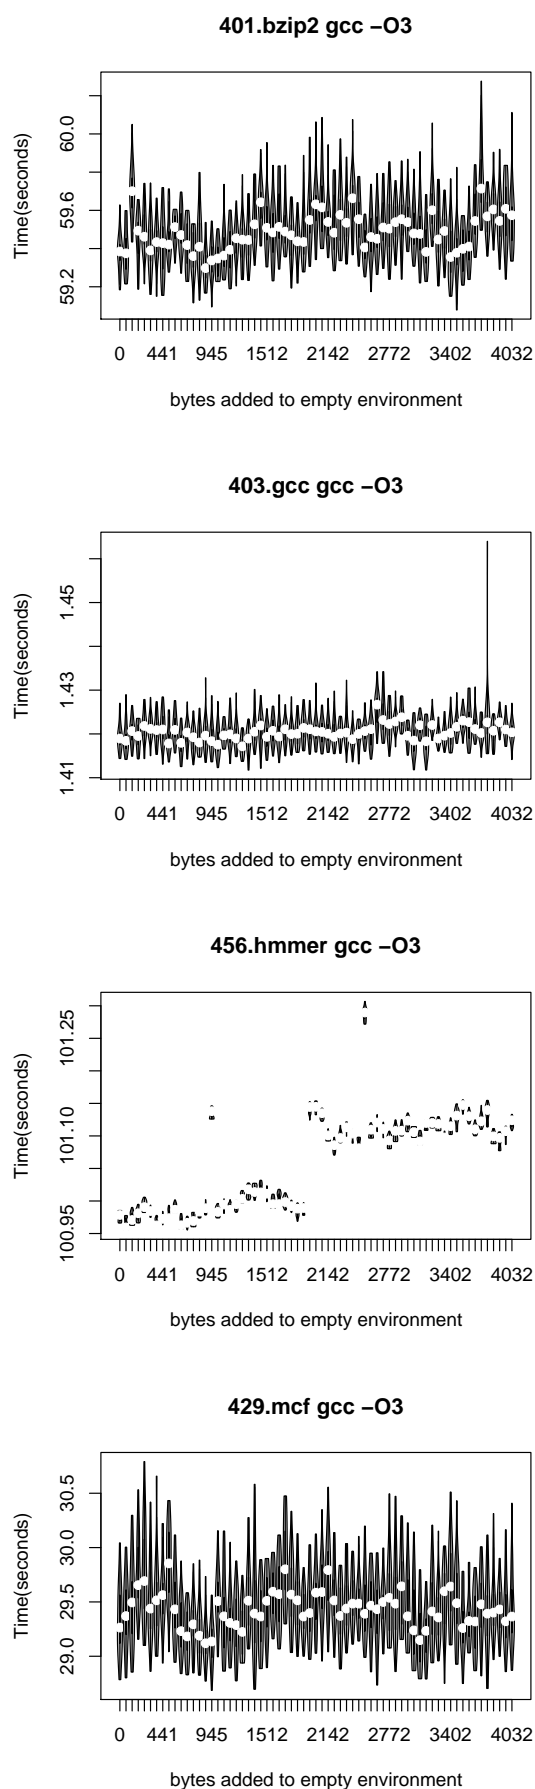 401.bzip2 gcc −O3
Time(seconds)
60.0
59.6
59.2
0 441 945 1512 2142 2772 3402 4032
bytes added to empty environment
403.gcc gcc −O3
Time(seconds)
1.45
1.43
1.41
0 441 945 1512 2142 2772 3402 4032
bytes added to empty environment
456.hmmer gcc −O3
Time(seconds)
101.25
101.10
100.95
0 441 945 1512 2142 2772 3402 4032
bytes added to empty environment
429.mcf gcc −O3
Time(seconds)
30.5
30.0
29.5
29.0
0 441 945 1512 2142 2772 3402 4032
bytes added to empty environment